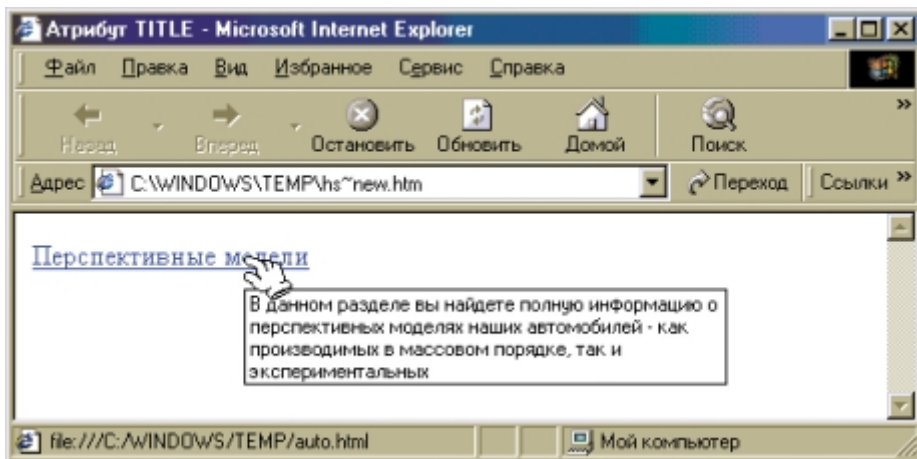 Атрибут TITLE - Microsoft Internet Explorer
Файл Правка Вид Избранное Сервис Справка
Назад Вперед Остановить Обновить Домой Поиск »
Адрес C:\WINDOWS\TEMP\hs~new.htm Переход Ссылки »
Перспективные модели
В данном разделе вы найдете полную информацию о
перспективных моделях наших автомобилей - как
производимых в массовом порядке, так и
экспериментальных
file:///C:/WINDOWS/TEMP/auto.html Мой компьютер